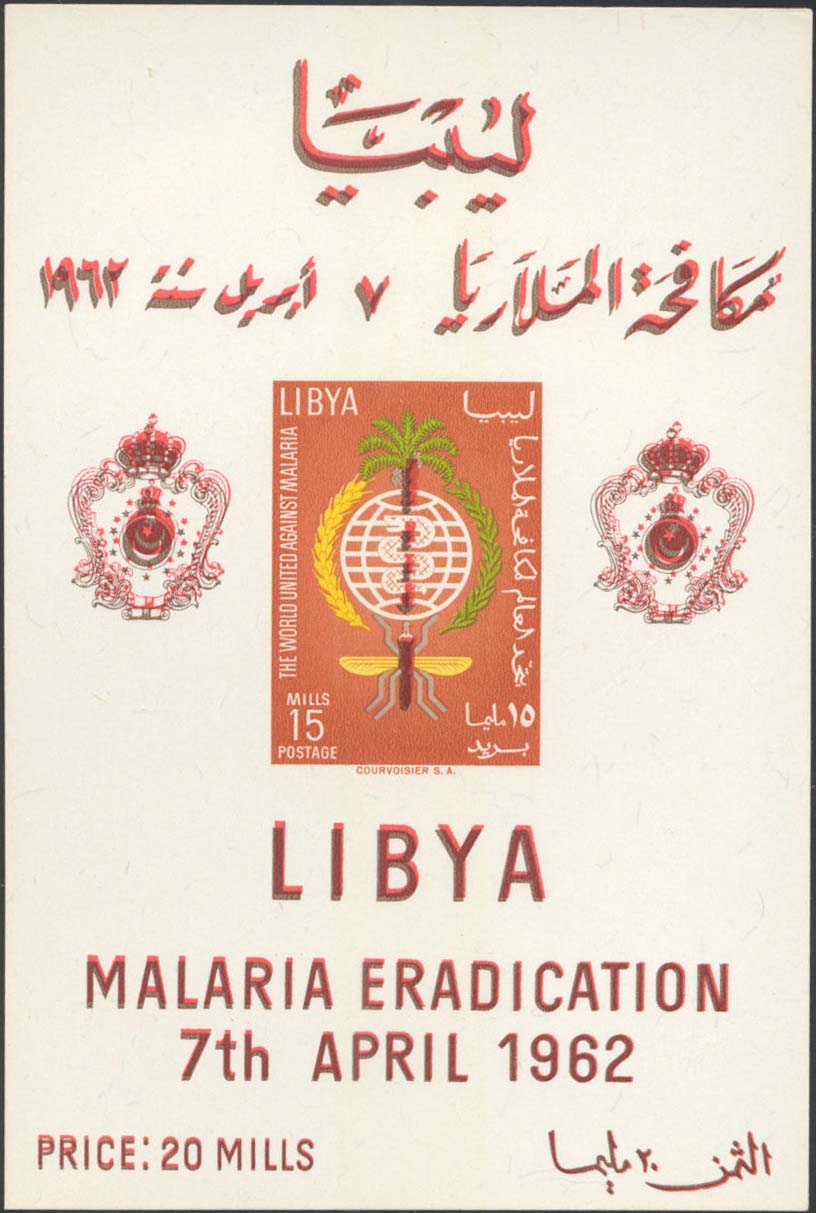 ليبيا
مكافحة الملاريا ٧ أبريل سنة ١٩٦٢
LIBYA
ليبيا
THE WORLD UNITED AGAINST MALARIA
يتحد العالم لمكافحة الملاريا
MILLS
15
POSTAGE
١٥ مليما
بريد
COURVOISIER S.A.
LIBYA
MALARIA ERADICATION
7th APRIL 1962
PRICE: 20 MILLS
الثمن ٢٠ مليما